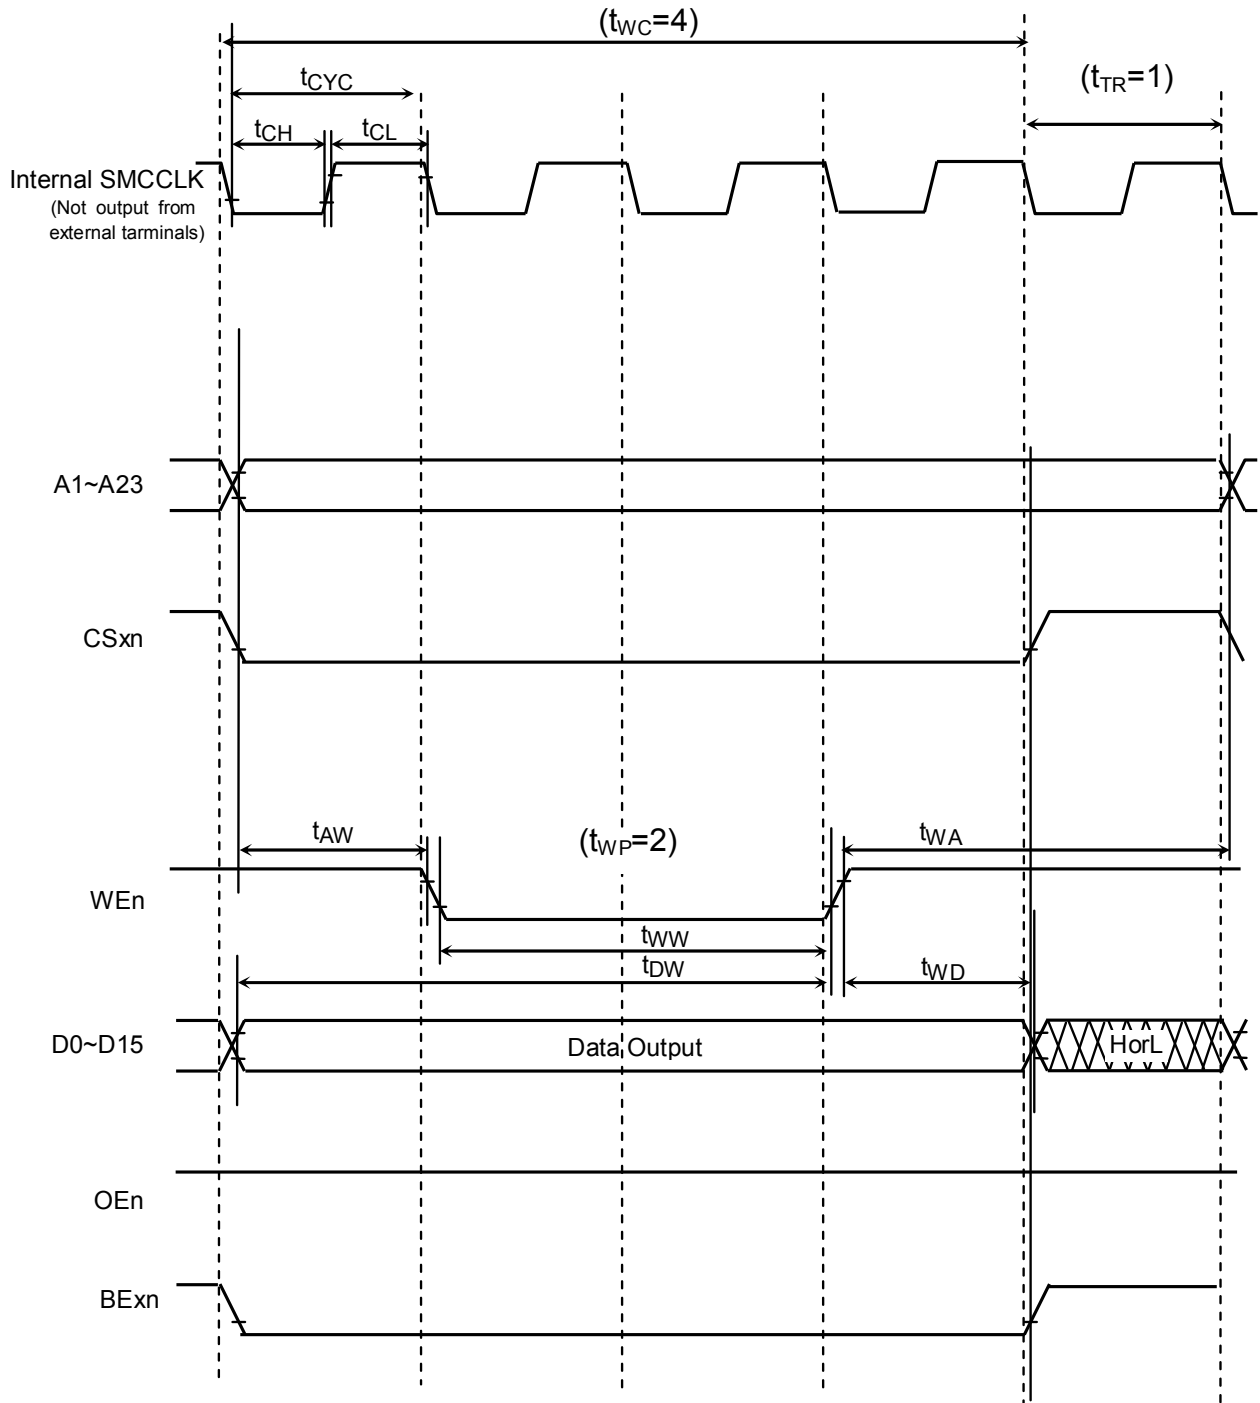 (tWC=4)
tCYC
(tTR=1)
tCH
tCL
Internal SMCCLK
(Not output from
external tarminals)
A1~A23
CSxn
tAW
(tWP=2)
tWA
WEn
tWW
tDW
tWD
D0~D15
Data Output
HorL
OEn
BExn